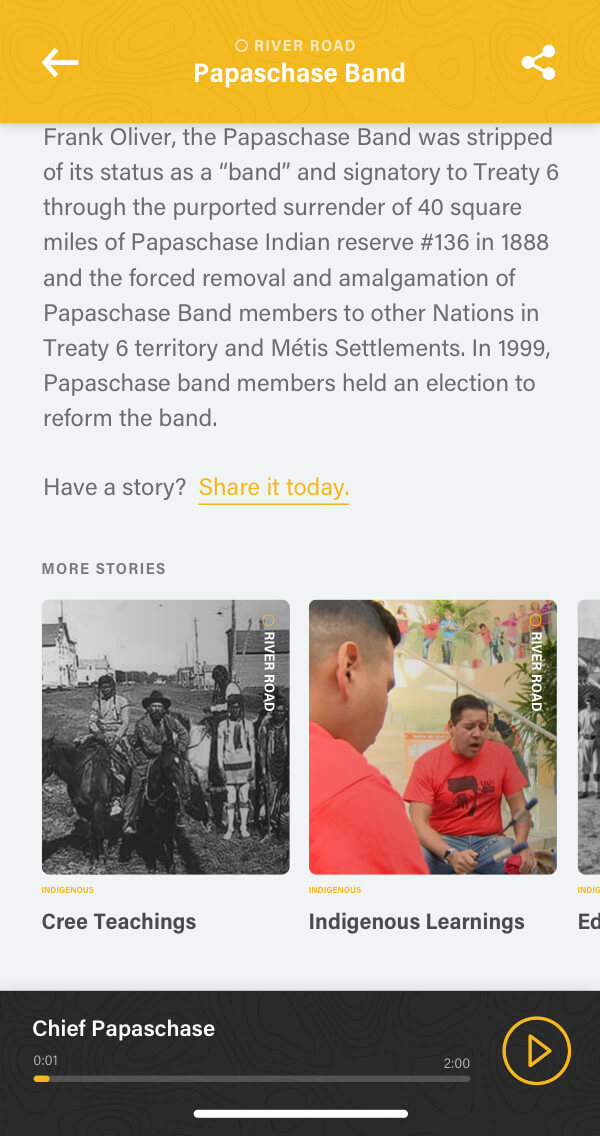 RIVER ROAD
Papaschase Band
Frank Oliver, the Papaschase Band was stripped
of its status as a “band” and signatory to Treaty 6
through the purported surrender of 40 square
miles of Papaschase Indian reserve #136 in 1888
and the forced removal and amalgamation of
Papaschase Band members to other Nations in
Treaty 6 territory and Métis Settlements. In 1999,
Papaschase band members held an election to
reform the band.
Have a story? Share it today.
MORE STORIES
RIVER ROAD
RIVER ROAD
INDIGENOUS
INDIGENOUS
INDIG
Cree Teachings
Indigenous Learnings
Ed
Chief Papaschase
0:01
2:00